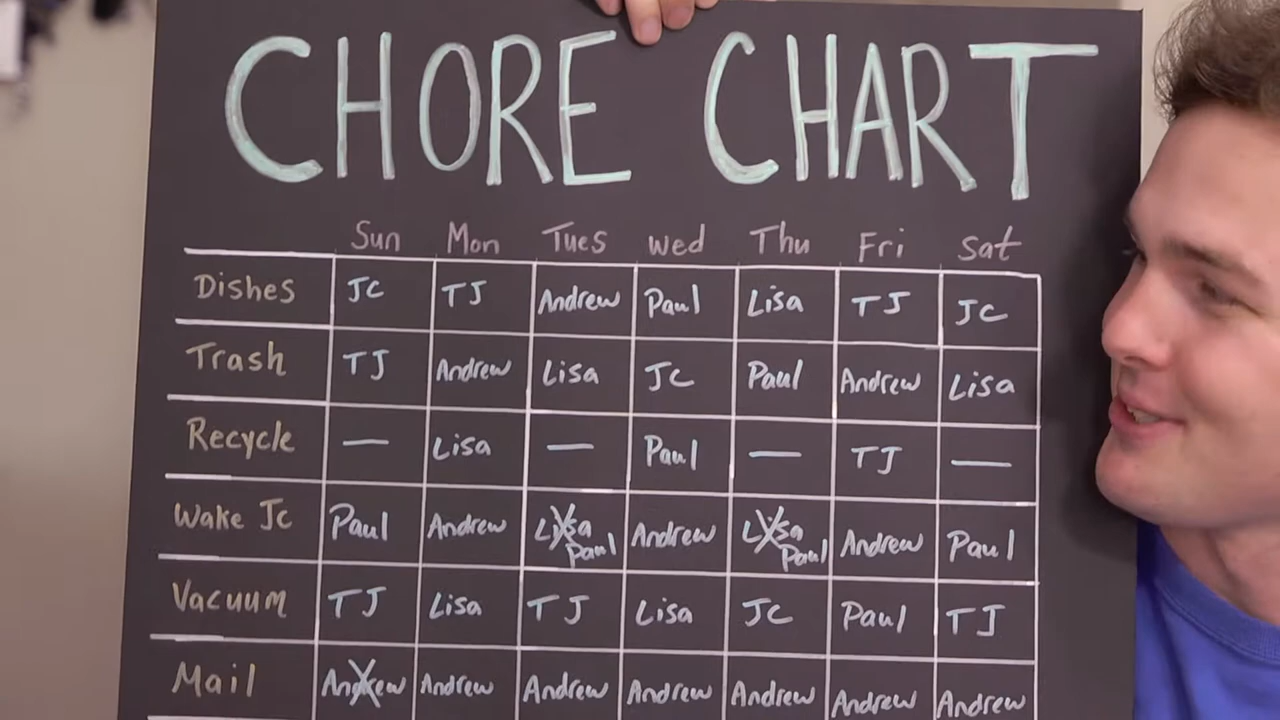 CHORE CHART
Sun Mon Tues Wed Thu Fri Sat
Dishes JC TJ Andrew Paul Lisa TJ JC
Trash TJ Andrew Lisa JC Paul Andrew Lisa
Recycle — Lisa — Paul — TJ —
Wake Jc Paul Andrew Lisa Paul Andrew Lisa Paul Andrew Paul
Vacuum TJ Lisa TJ Lisa JC Paul TJ
Mail Andrew Andrew Andrew Andrew Andrew Andrew Andrew